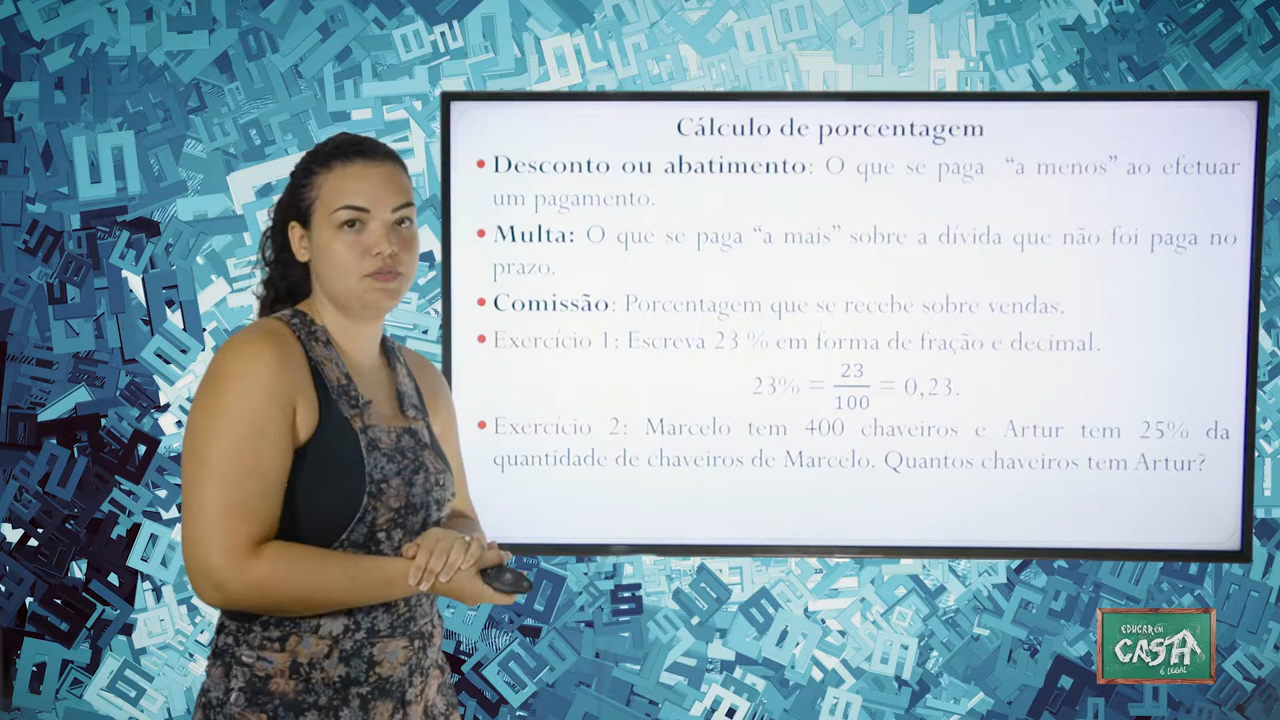 Cálculo de porcentagem
• Desconto ou abatimento: O que se paga “a menos” ao efetuar
um pagamento.
• Multa: O que se paga “a mais” sobre a dívida que não foi paga no
prazo.
• Comissão: Porcentagem que se recebe sobre vendas.
• Exercício 1: Escreva 23 % em forma de fração e decimal.
23% = 23/100 = 0,23.
• Exercício 2: Marcelo tem 400 chaveiros e Artur tem 25% da
quantidade de chaveiros de Marcelo. Quantos chaveiros tem Artur?
EDUCAR EM
CASA
É LEGAL